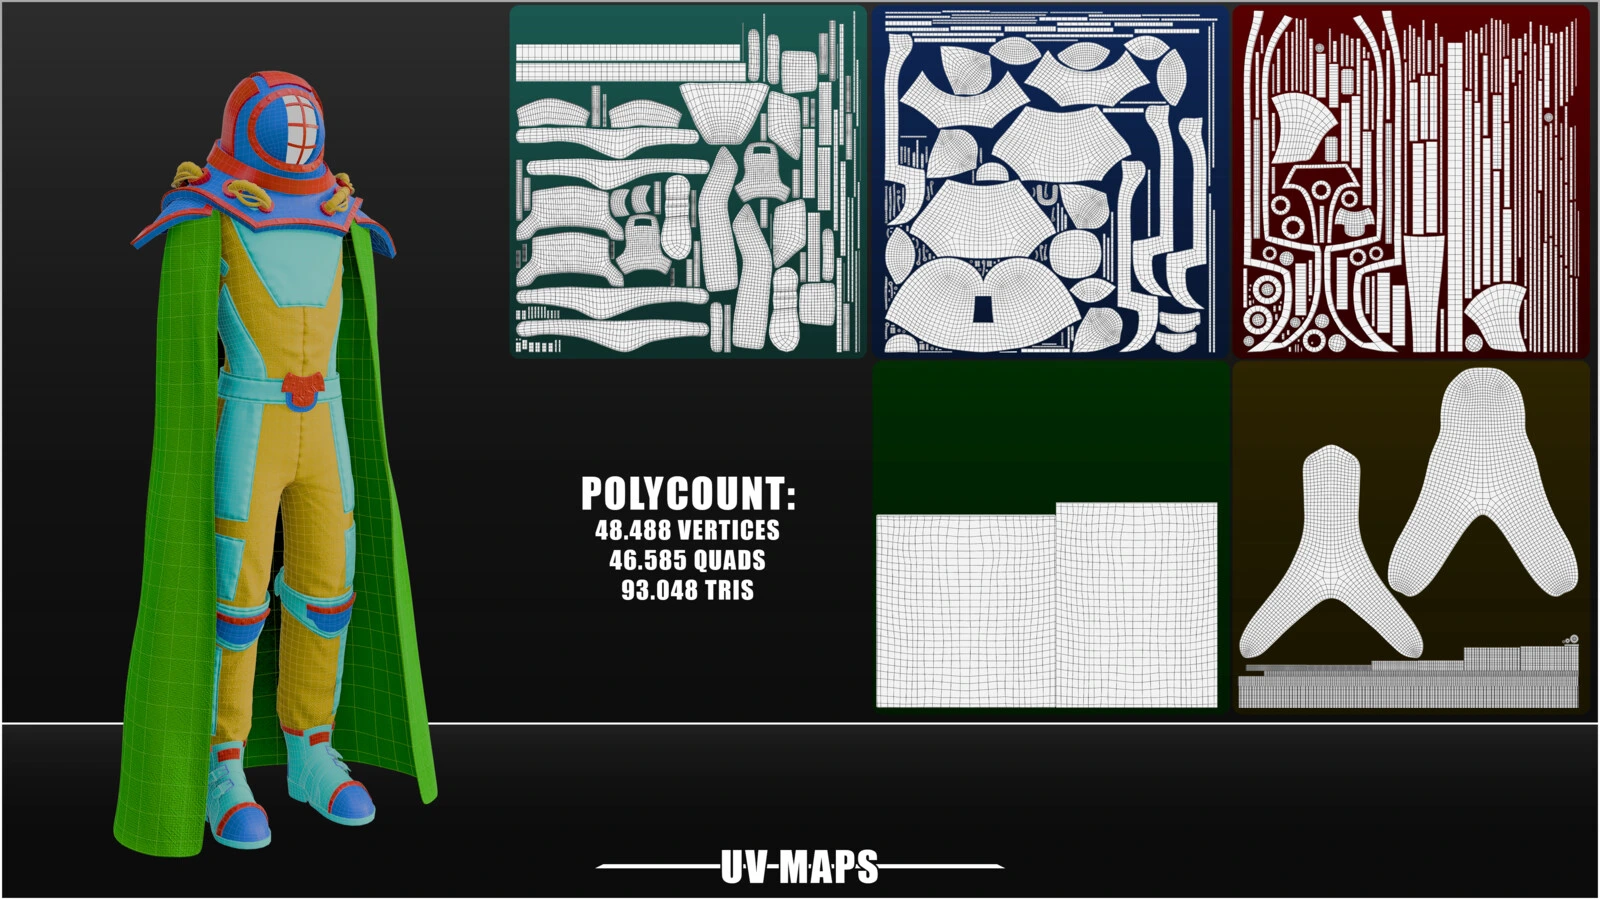 POLYCOUNT:
48.488 VERTICES
46.585 QUADS
93.048 TRIS
UV-MAPS